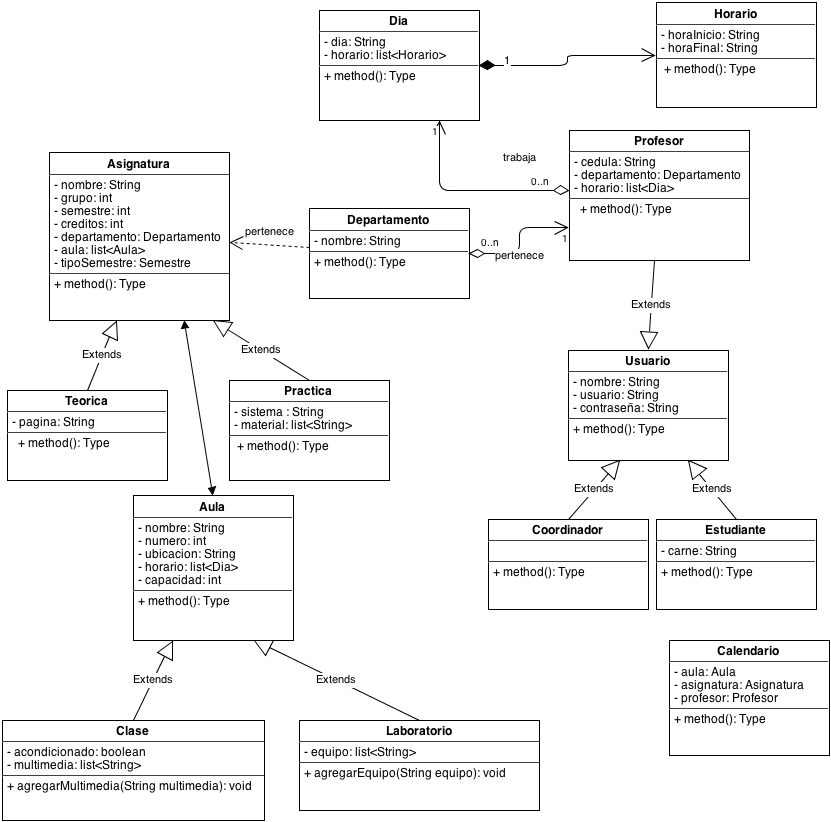 Dia
- dia: String
- horario: list<Horario>
+ method(): Type
1
Horario
- horaInicio: String
- horaFinal: String
+ method(): Type
1
trabaja
0..n
Profesor
- cedula: String
- departamento: Departamento
- horario: list<Dia>
+ method(): Type
Asignatura
- nombre: String
- grupo: int
- semestre: int
- creditos: int
- departamento: Departamento
- aula: list<Aula>
- tipoSemestre: Semestre
+ method(): Type
pertenece
Departamento
- nombre: String
+ method(): Type
0..n
pertenece
1
Extends
Extends
Extends
Teorica
- pagina: String
+ method(): Type
Practica
- sistema : String
- material: list<String>
+ method(): Type
Usuario
- nombre: String
- usuario: String
- contraseña: String
+ method(): Type
Extends
Extends
Aula
- nombre: String
- numero: int
- ubicacion: String
- horario: list<Dia>
- capacidad: int
+ method(): Type
Coordinador
+ method(): Type
Estudiante
- carne: String
+ method(): Type
Extends
Extends
Calendario
- aula: Aula
- asignatura: Asignatura
- profesor: Profesor
+ method(): Type
Clase
- acondicionado: boolean
- multimedia: list<String>
+ agregarMultimedia(String multimedia): void
Laboratorio
- equipo: list<String>
+ agregarEquipo(String equipo): void